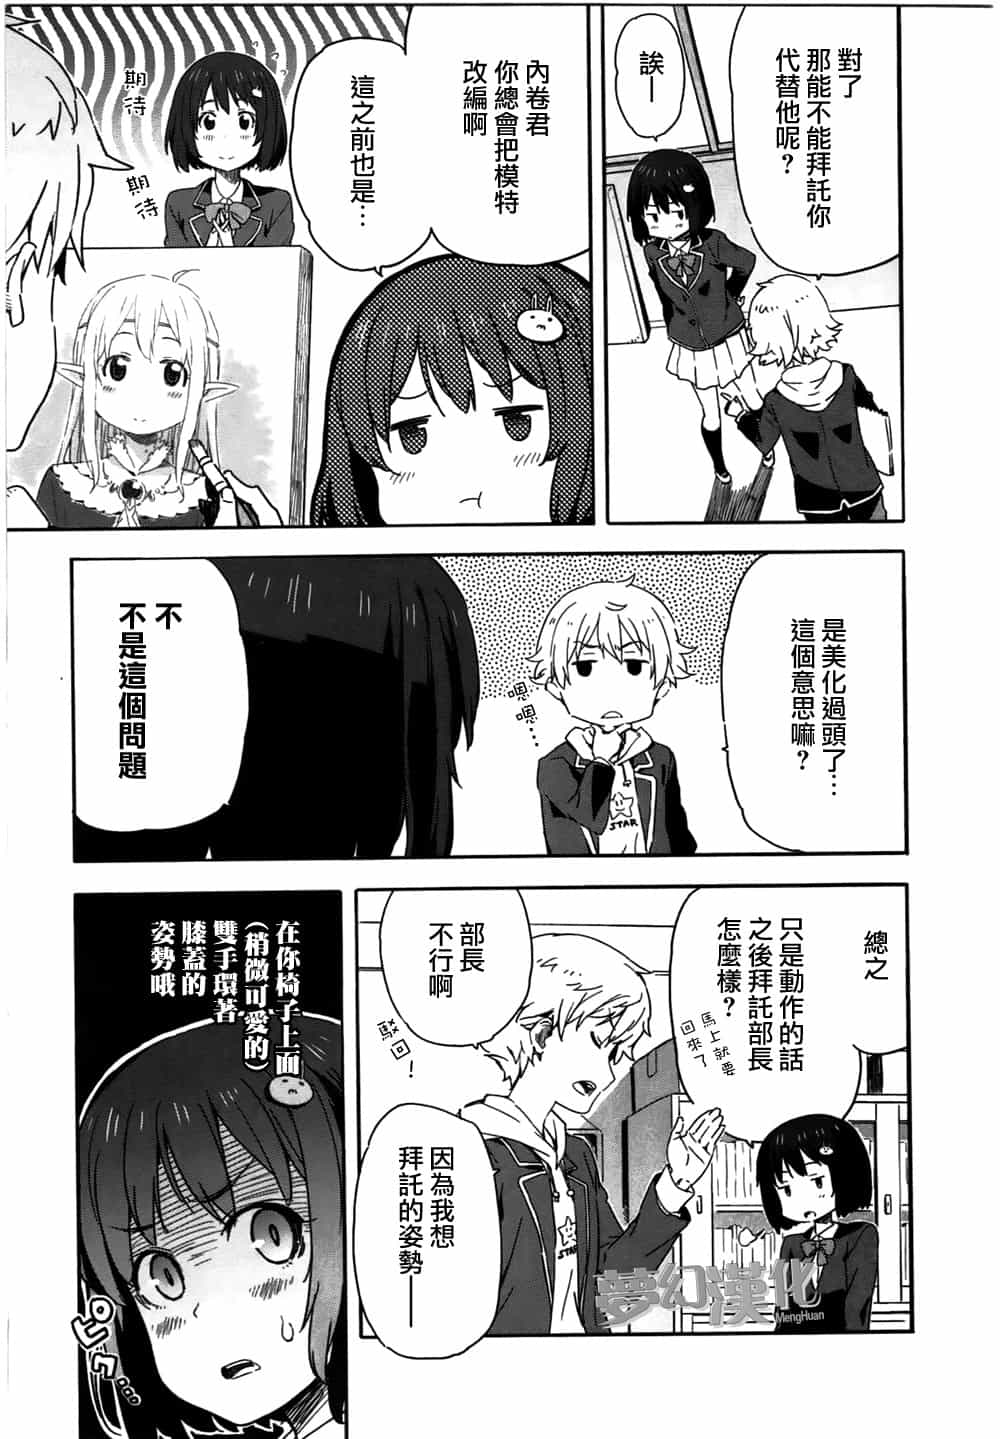 對了
那能不能拜託你
代替他呢？
誒—
內卷君
你總會把模特
改編啊
這之前也是…
期待
期待
是美化過頭了…
這個意思嘛？
嗯嗯…
STAR
不
不是這個問題
總之
只是動作的話
之後拜託部長
怎麼樣？
馬上就要
回來了
部長
不行啊
駁回！
因為我想
拜託的姿勢——
STAR
夢幻漢化
MengHuan
在你椅子上面
（稍微可愛的）
雙手環著
膝蓋的
姿勢哦
ピクッ…